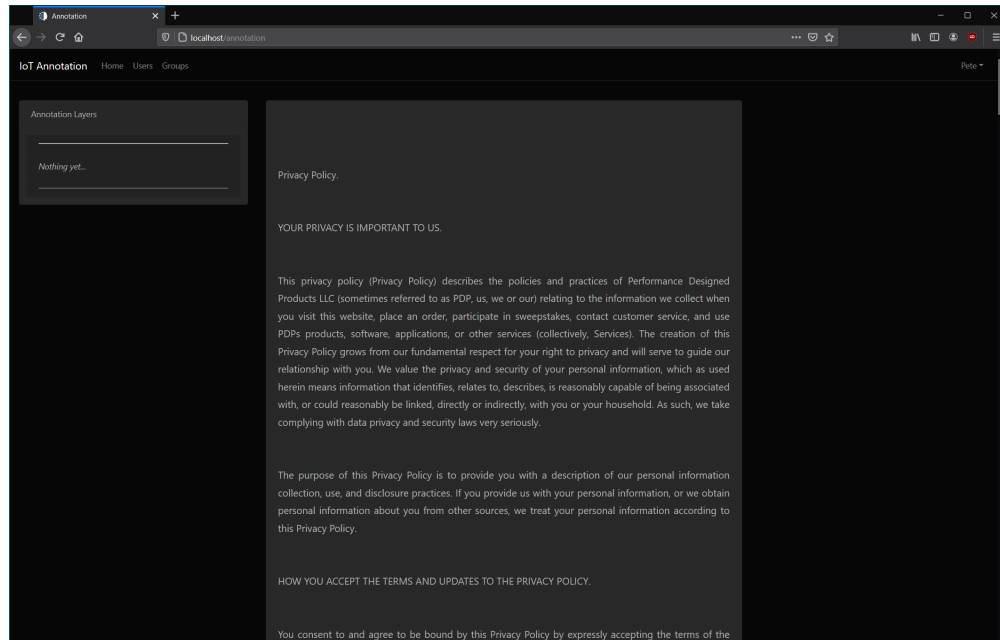 Annotation
localhost/annotation
IoT Annotation Home Users Groups Pete
Annotation Layers
Nothing yet...
Privacy Policy.
YOUR PRIVACY IS IMPORTANT TO US.
This privacy policy (Privacy Policy) describes the policies and practices of Performance Designed
Products LLC (sometimes referred to as PDP, us, we or our) relating to the information we collect when
you visit this website, place an order, participate in sweepstakes, contact customer service, and use
PDPs products, software, applications, or other services (collectively, Services). The creation of this
Privacy Policy grows from our fundamental respect for your right to privacy and will serve to guide our
relationship with you. We value the privacy and security of your personal information, which as used
herein means information that identifies, relates to, describes, is reasonably capable of being associated
with, or could reasonably be linked, directly or indirectly, with you or your household. As such, we take
complying with data privacy and security laws very seriously.
The purpose of this Privacy Policy is to provide you with a description of our personal information
collection, use, and disclosure practices. If you provide us with your personal information, or we obtain
personal information about you from other sources, we treat your personal information according to
this Privacy Policy.
HOW YOU ACCEPT THE TERMS AND UPDATES TO THE PRIVACY POLICY.
You consent to and agree to be bound by this Privacy Policy by expressly accepting the terms of the